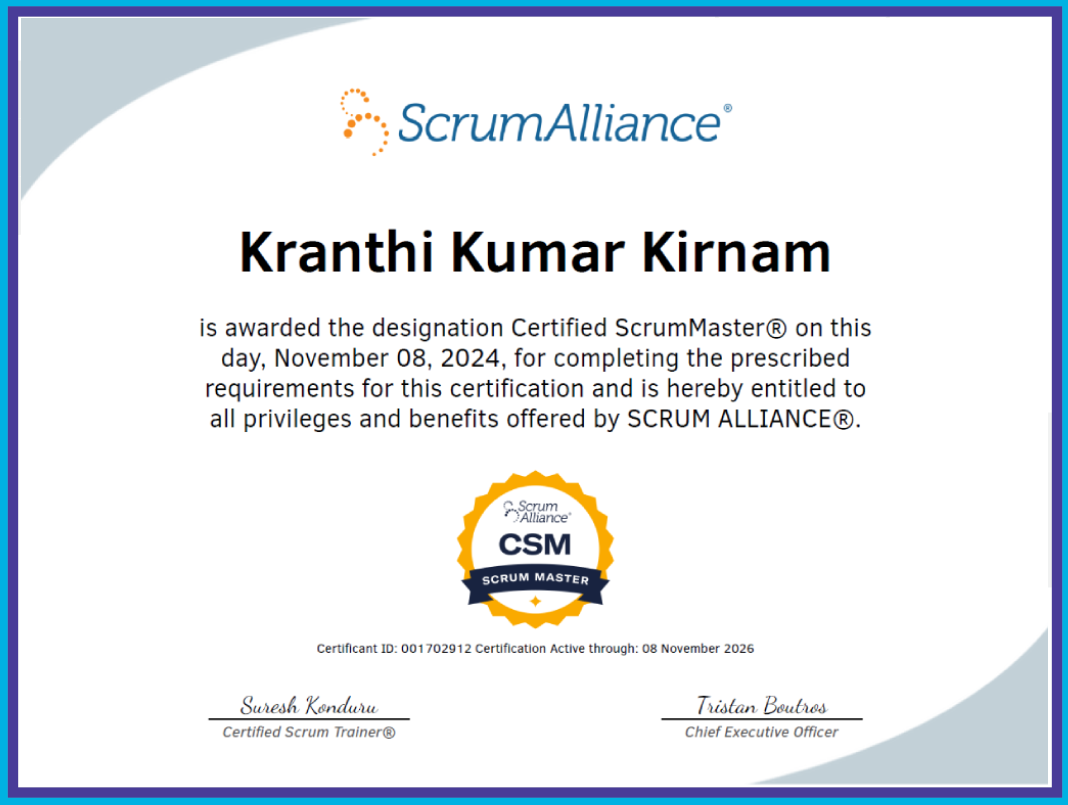 ScrumAlliance®
Kranthi Kumar Kirnam
is awarded the designation Certified ScrumMaster® on this
day, November 08, 2024, for completing the prescribed
requirements for this certification and is hereby entitled to
all privileges and benefits offered by SCRUM ALLIANCE®.
Scrum
Alliance®
CSM
SCRUM MASTER
Certificant ID: 001702912 Certification Active through: 08 November 2026
Suresh Konduru
Certified Scrum Trainer®
Tristan Boutros
Chief Executive Officer